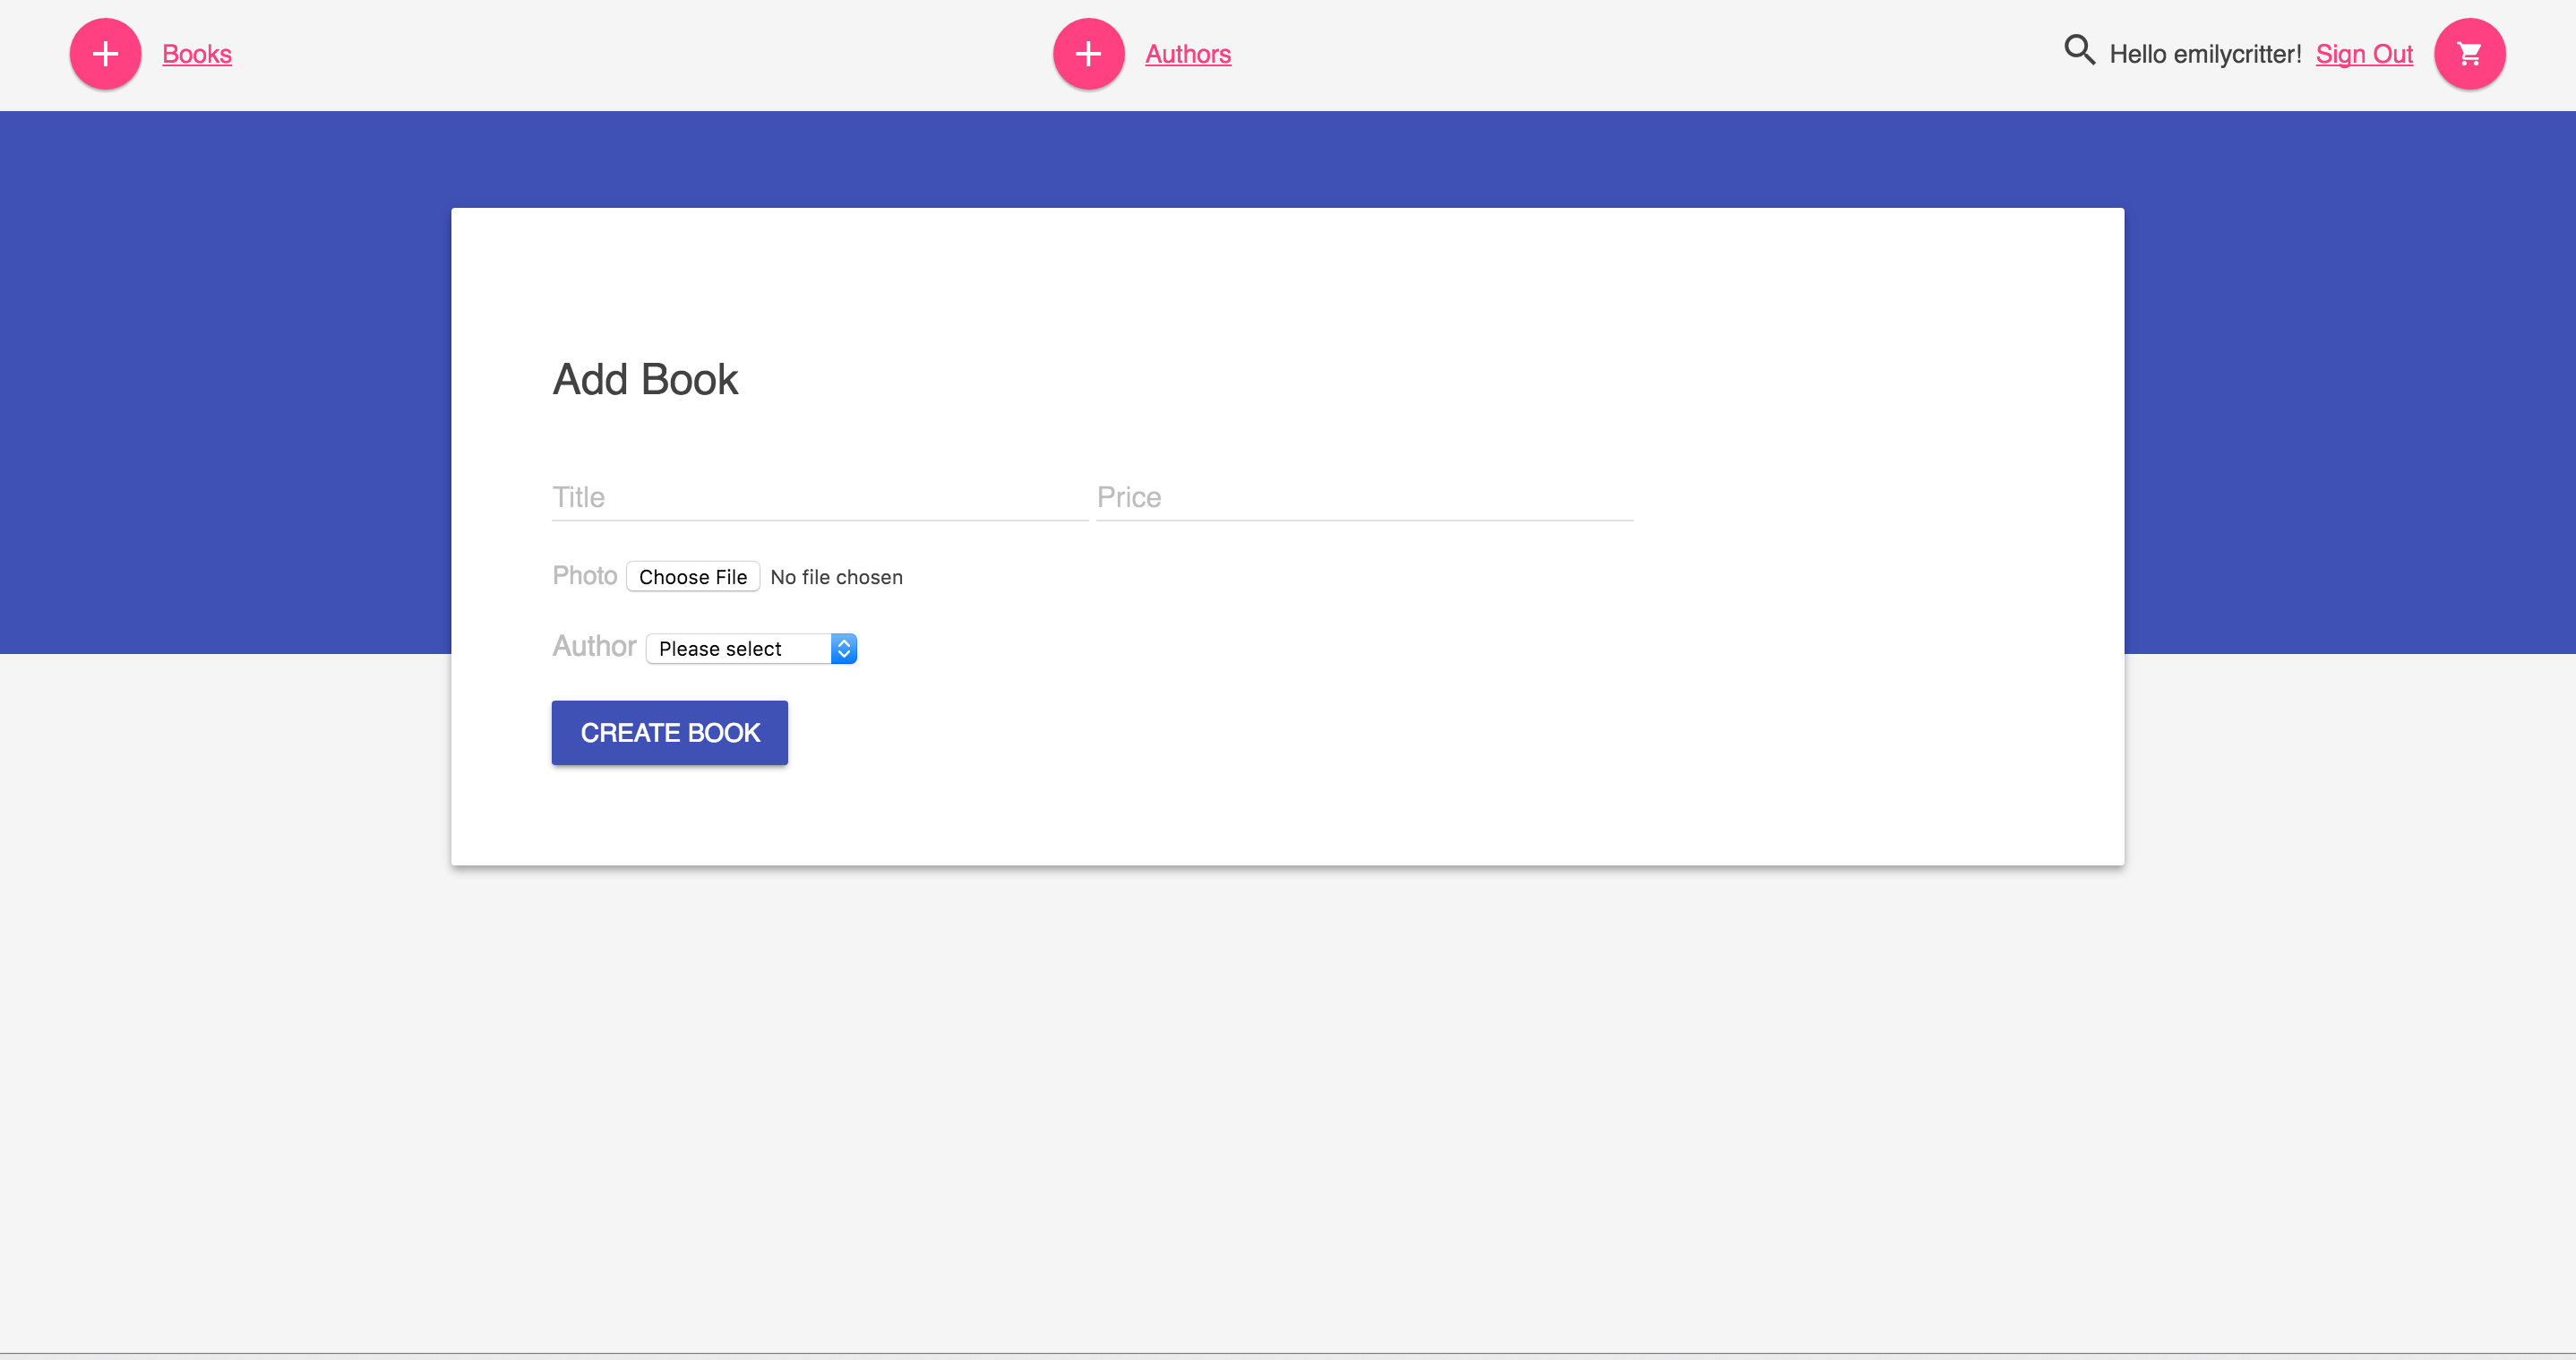 Books Authors Hello emilycritter! Sign Out
Add Book
Title Price
Photo Choose File No file chosen
Author Please select
CREATE BOOK